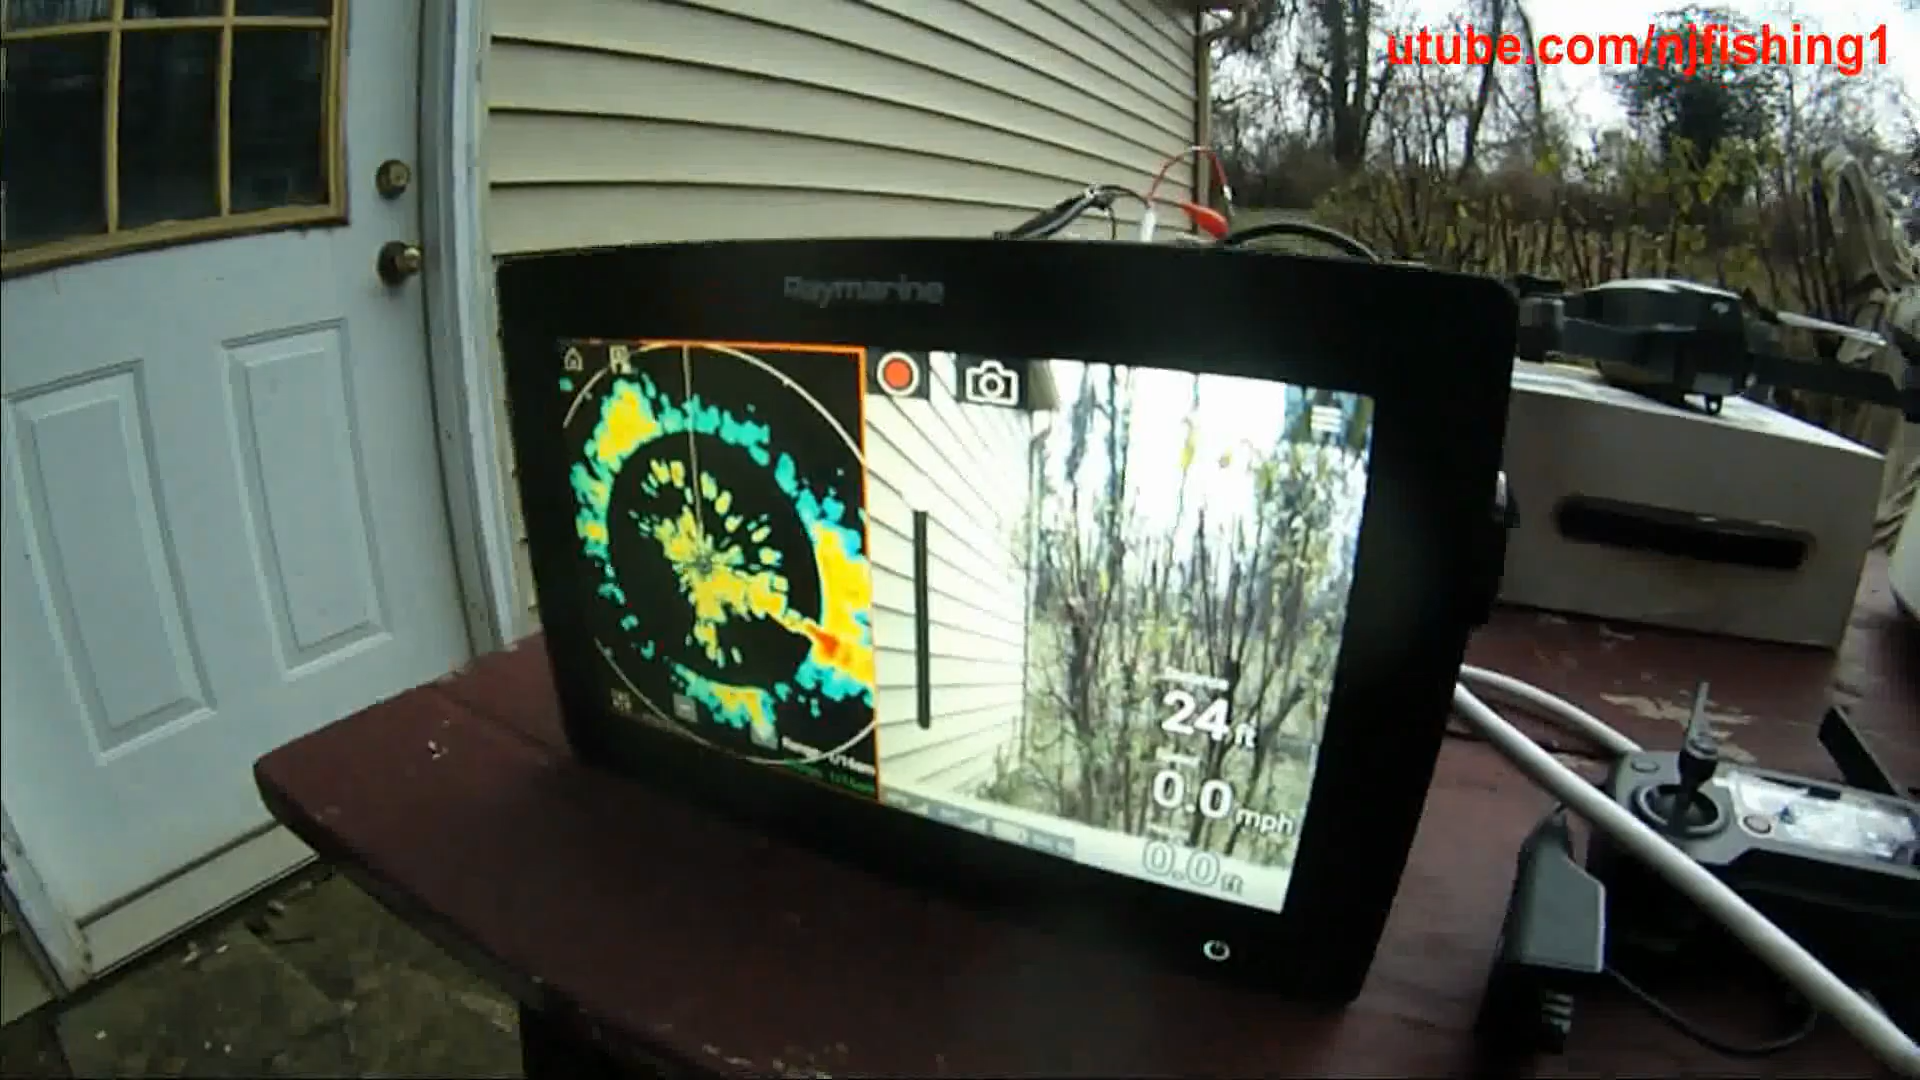 utube.com/njfishing1
Raymarine
24 ft
0.0 mph
0.0 ft